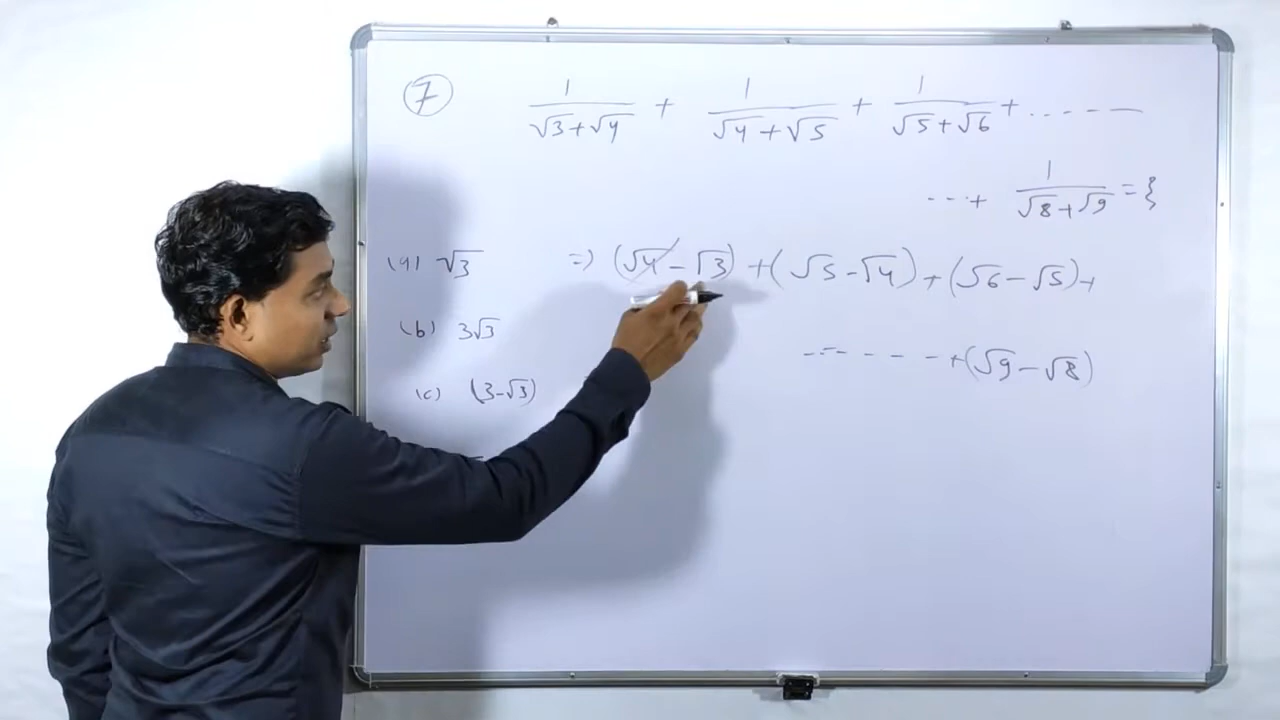 7 1/(√3+√4) + 1/(√4+√5) + 1/(√5+√6) + ......
...+ 1/(√8+√9) = }
(a) √3 => (√4-√3) + (√5-√4) + (√6-√5) +
(b) 3√3 ------ +(√9-√8)
(c) (3-√3)